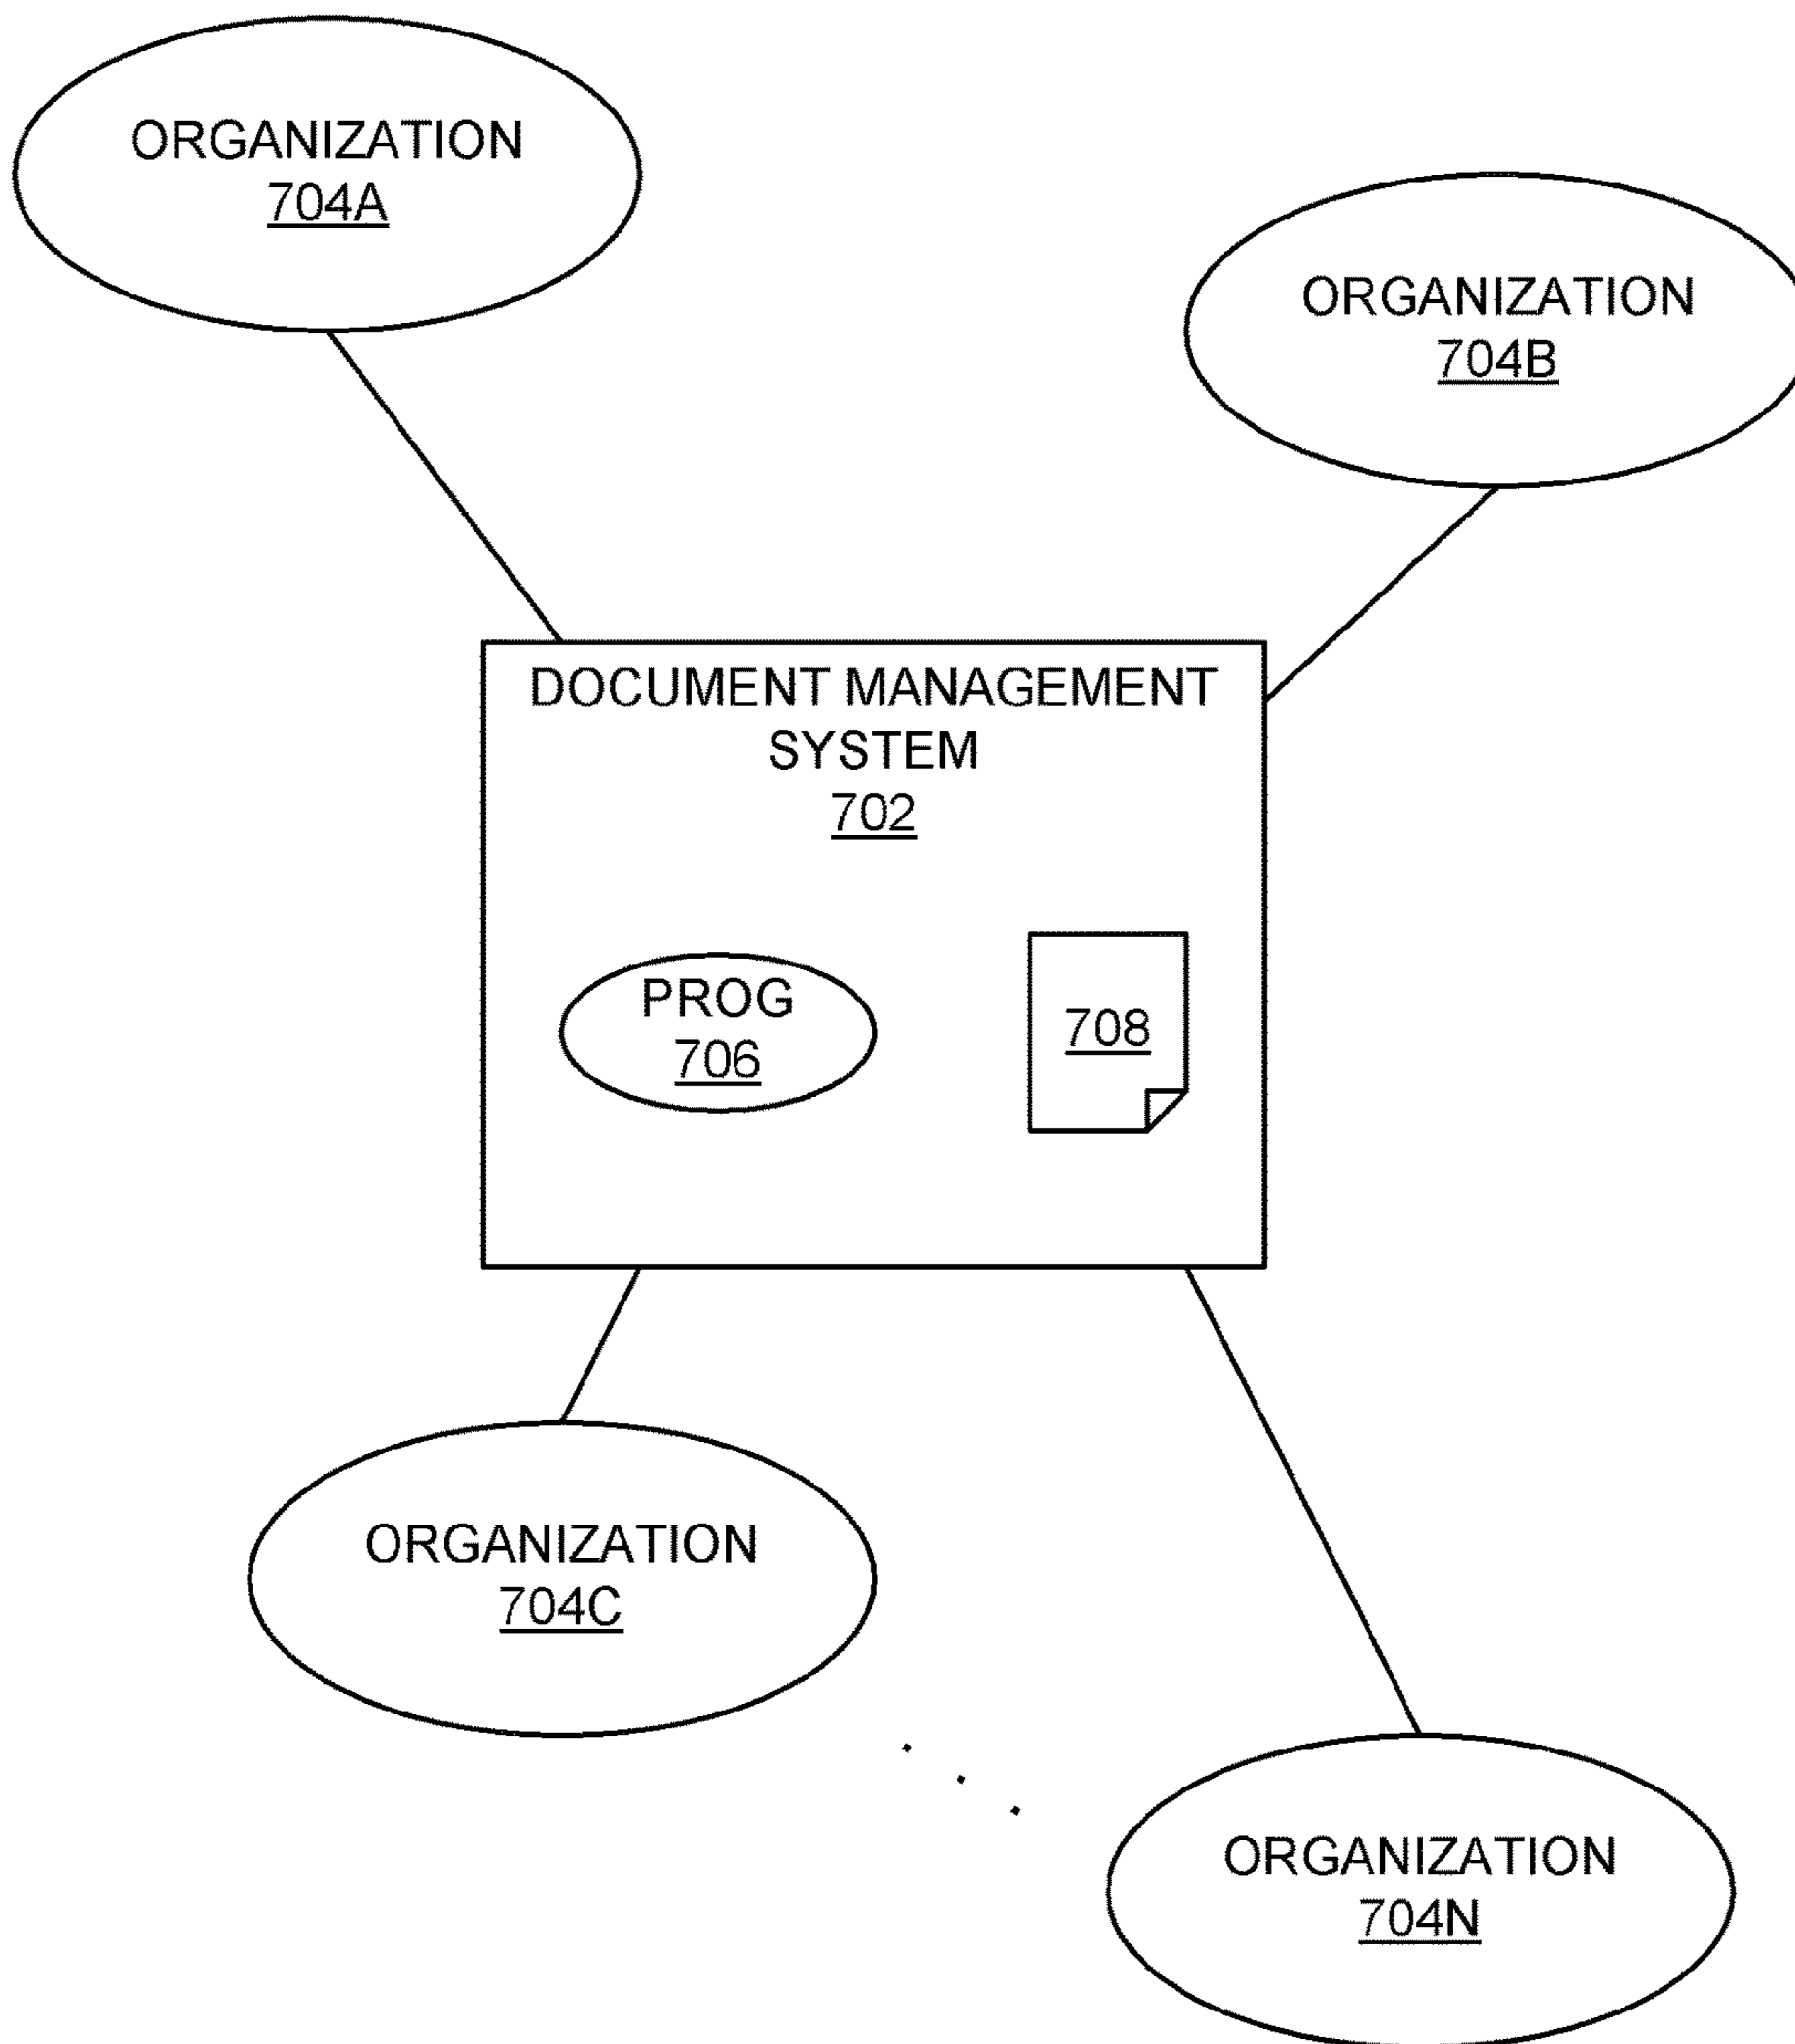 ORGANIZATION
704A
ORGANIZATION
704B
DOCUMENT MANAGEMENT
SYSTEM
702
PROG
706
708
ORGANIZATION
704C
ORGANIZATION
704N